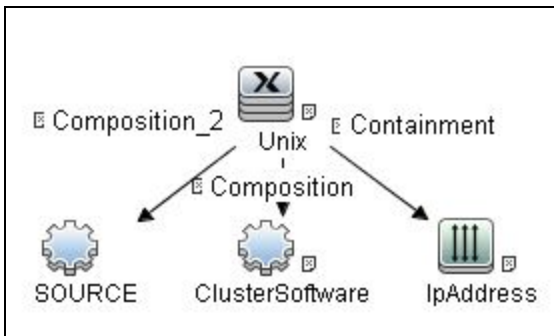 Composition_2
Containment
Unix
Composition
SOURCE
ClusterSoftware
IpAddress